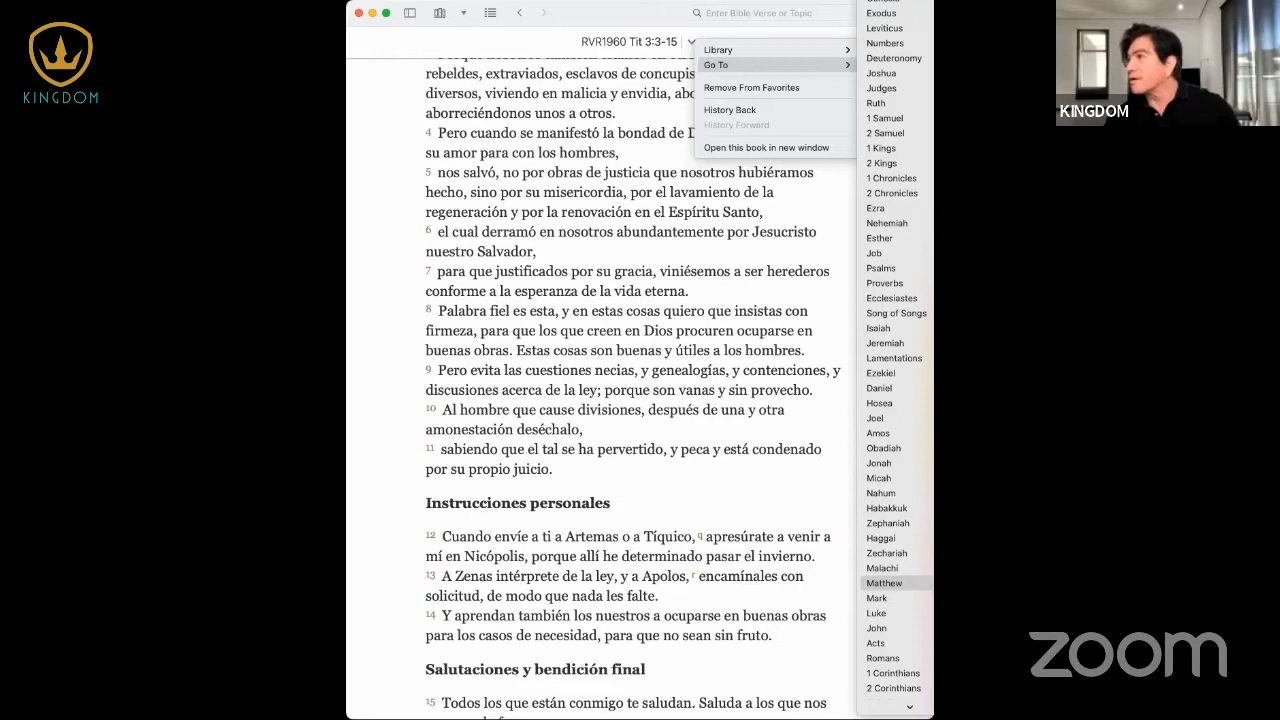 KINGDOM
Enter Bible Verse or Topic
RVR1960 Tit 3:3-15
rebeldes, extraviados, esclavos de concupis
diversos, viviendo en malicia y envidia, abo
aborreciéndonos unos a otros.
4 Pero cuando se manifestó la bondad de D
su amor para con los hombres,
5 nos salvó, no por obras de justicia que nosotros hubiéramos
hecho, sino por su misericordia, por el lavamiento de la
regeneración y por la renovación en el Espíritu Santo,
6 el cual derramó en nosotros abundantemente por Jesucristo
nuestro Salvador,
7 para que justificados por su gracia, viniésemos a ser herederos
conforme a la esperanza de la vida eterna.
8 Palabra fiel es esta, y en estas cosas quiero que insistas con
firmeza, para que los que creen en Dios procuren ocuparse en
buenas obras. Estas cosas son buenas y útiles a los hombres.
9 Pero evita las cuestiones necias, y genealogías, y contenciones, y
discusiones acerca de la ley; porque son vanas y sin provecho.
10 Al hombre que cause divisiones, después de una y otra
amonestación deséchalo,
11 sabiendo que el tal se ha pervertido, y peca y está condenado
por su propio juicio.
Instrucciones personales
12 Cuando envíe a ti a Artemas o a Tíquico, q apresúrate a venir a
mí en Nicópolis, porque allí he determinado pasar el invierno.
13 A Zenas intérprete de la ley, y a Apolos, r encamínales con
solicitud, de modo que nada les falte.
14 Y aprendan también los nuestros a ocuparse en buenas obras
para los casos de necesidad, para que no sean sin fruto.
Salutaciones y bendición final
15 Todos los que están conmigo te saludan. Saluda a los que nos
Library
Go To
Remove From Favorites
History Back
History Forward
Open this book in new window
Exodus
Leviticus
Numbers
Deuteronomy
Joshua
Judges
Ruth
1 Samuel
2 Samuel
1 Kings
2 Kings
1 Chronicles
2 Chronicles
Ezra
Nehemiah
Esther
Job
Psalms
Proverbs
Ecclesiastes
Song of Songs
Isaiah
Jeremiah
Lamentations
Ezekiel
Daniel
Hosea
Joel
Amos
Obadiah
Jonah
Micah
Nahum
Habakkuk
Zephaniah
Haggai
Zechariah
Malachi
Matthew
Mark
Luke
John
Acts
Romans
1 Corinthians
2 Corinthians
KINGDOM
zoom